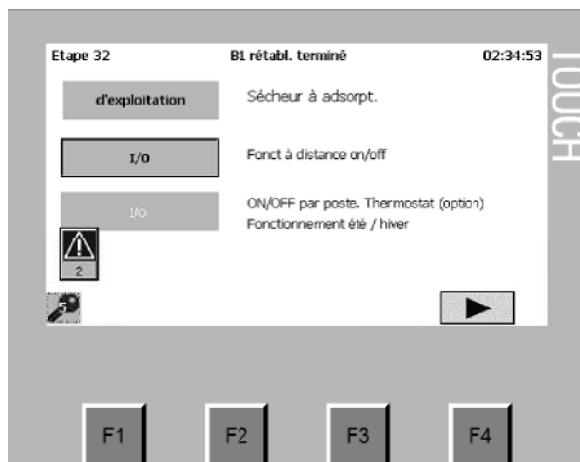 Etape 32 B1 rétabl. terminé 02:34:53
d'exploitation Sécheur à adsorpt.
I/O Fonct à distance on/off
I/O ON/OFF par poste. Thermostat (option)
Fonctionnement été / hiver
2
5
TOUCH
F1 F2 F3 F4